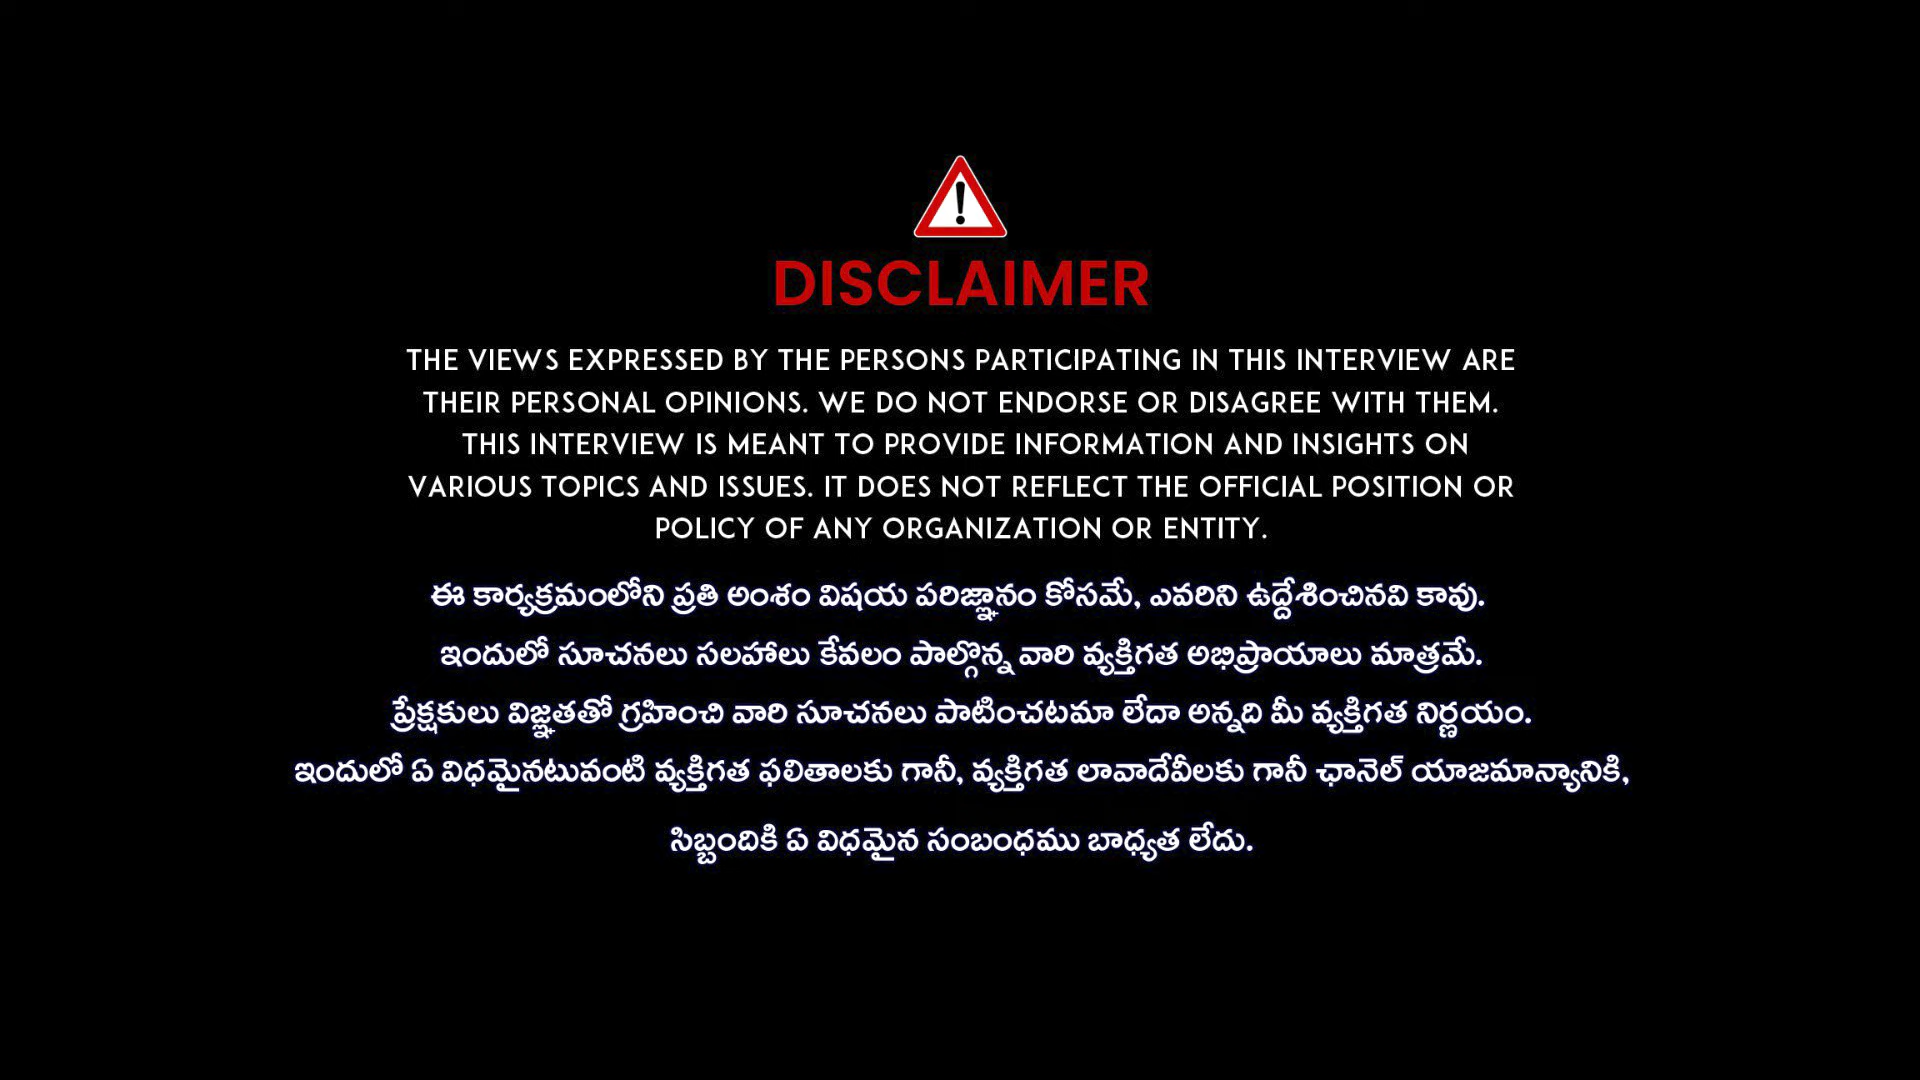 DISCLAIMER
THE VIEWS EXPRESSED BY THE PERSONS PARTICIPATING IN THIS INTERVIEW ARE
THEIR PERSONAL OPINIONS. WE DO NOT ENDORSE OR DISAGREE WITH THEM.
THIS INTERVIEW IS MEANT TO PROVIDE INFORMATION AND INSIGHTS ON
VARIOUS TOPICS AND ISSUES. IT DOES NOT REFLECT THE OFFICIAL POSITION OR
POLICY OF ANY ORGANIZATION OR ENTITY.
ఈ కార్యక్రమంలోని ప్రతి అంశం విషయ పరిజ్ఞానం కోసమే, ఎవరిని ఉద్దేశించినవి కావు.
ఇందులో సూచనలు సలహాలు కేవలం పాల్గొన్న వారి వ్యక్తిగత అభిప్రాయాలు మాత్రమే.
ప్రేక్షకులు విజ్ఞతతో గ్రహించి వారి సూచనలు పాటించటమా లేదా అన్నది మీ వ్యక్తిగత నిర్ణయం.
ఇందులో ఏ విధమైనటువంటి వ్యక్తిగత ఫలితాలకు గానీ, వ్యక్తిగత లావాదేవీలకు గానీ ఛానెల్ యాజమాన్యానికి,
సిబ్బందికి ఏ విధమైన సంబంధము బాధ్యత లేదు.